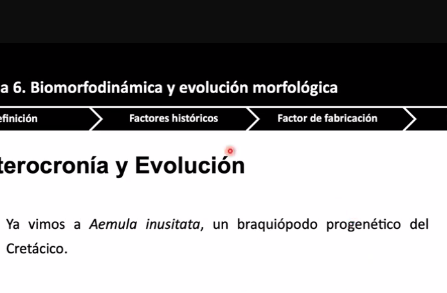 a 6. Biomorfodinámica y evolución morfológica
efinición Factores históricos Factor de fabricación
terocronía y Evolución
Ya vimos a Aemula inusitata, un braquiópodo progenético del
Cretácico.